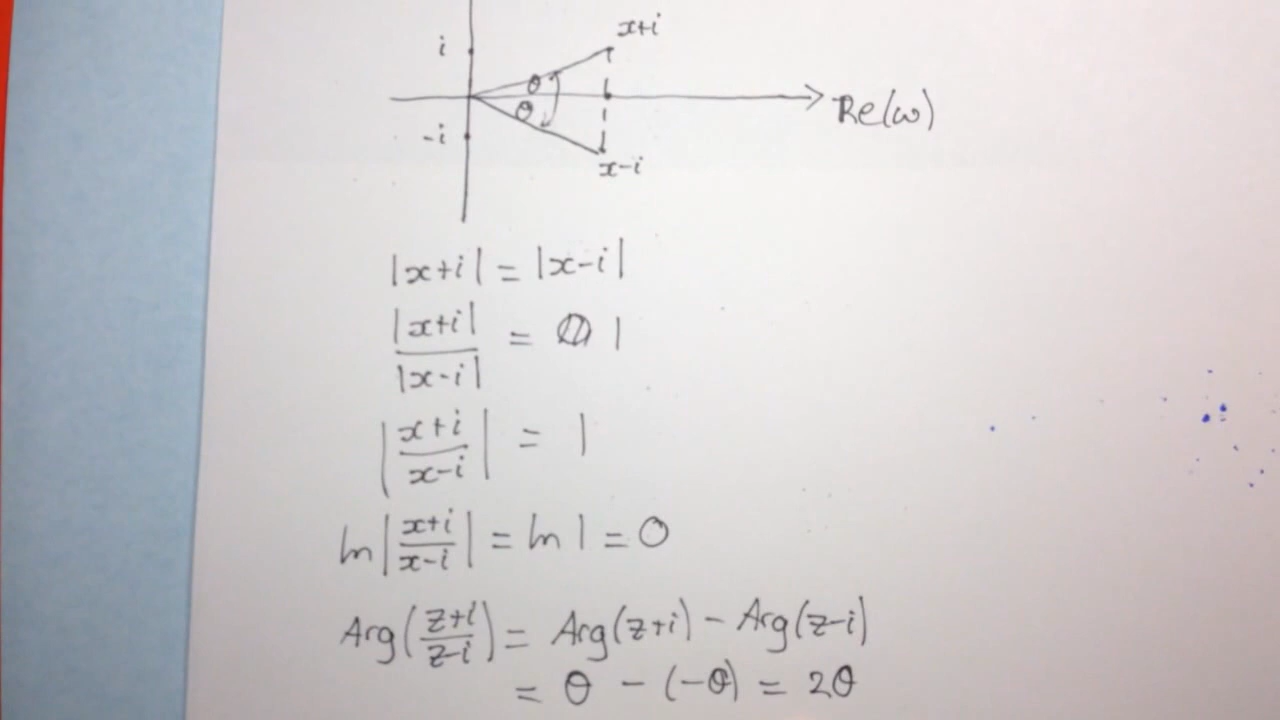 x+i
i
θ
Re(ω)
θ
-i
x-i
|x+i| = |x-i|
|x+i|/|x-i| = 1
|x+i/x-i| = 1
ln|x+i/x-i| = ln 1 = 0
Arg(z+i/z-i) = Arg(z+i) - Arg(z-i)
= θ - (-θ) = 2θ